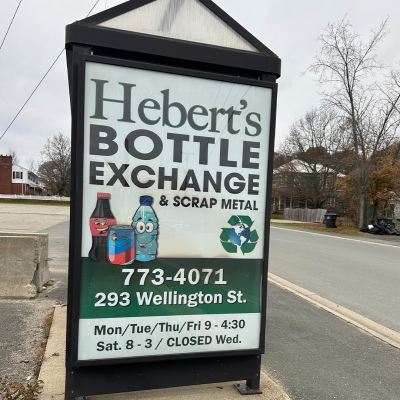 Hebert's
BOTTLE
EXCHANGE
& SCRAP METAL
773-4071
293 Wellington St.
Mon/Tue/Thu/Fri 9 - 4:30
Sat. 8 - 3 / CLOSED Wed.